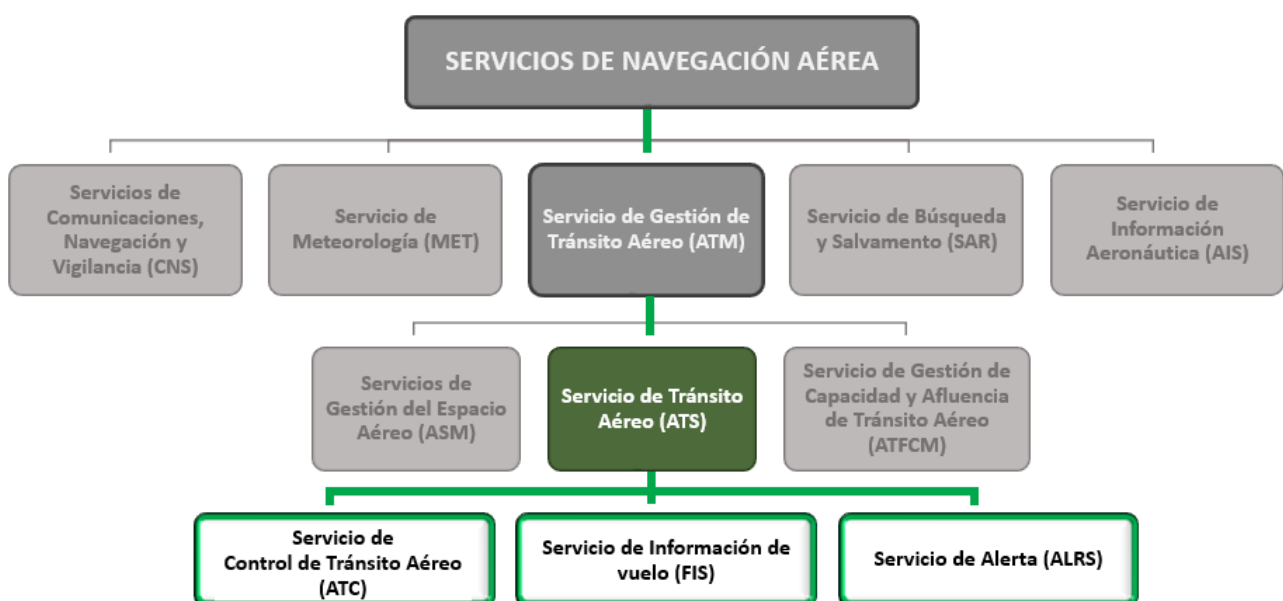 SERVICIOS DE NAVEGACIÓN AÉREA
Servicios de
Comunicaciones,
Navegación y
Vigilancia (CNS)
Servicio de
Meteorología (MET)
Servicio de Gestión de
Tránsito Aéreo (ATM)
Servicio de Búsqueda
y Salvamento (SAR)
Servicio de
Información
Aeronáutica (AIS)
Servicios de
Gestión del Espacio
Aéreo (ASM)
Servicio de Tránsito
Aéreo (ATS)
Servicio de Gestión de
Capacidad y Afluencia
de Tránsito Aéreo
(ATFCM)
Servicio de
Control de Tránsito Aéreo
(ATC)
Servicio de Información de
vuelo (FIS)
Servicio de Alerta (ALRS)